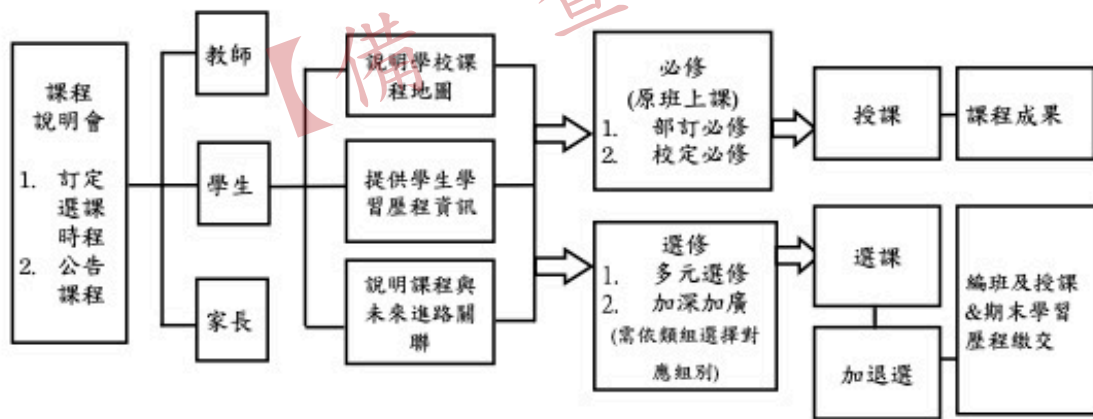 課程
說明會
1. 訂定
選課
時程
2. 公告
課程
教師
學生
家長
說明學校課
程地圖
提供學生學
習歷程資訊
說明課程與
未來進路關
聯
必修
(原班上課)
1. 部訂必修
2. 校定必修
選修
1. 多元選修
2. 加深加廣
(需依類組選擇對
應組別)
授課
課程成果
選課
加退選
編班及授課
&期末學習
歷程繳交
【備 查